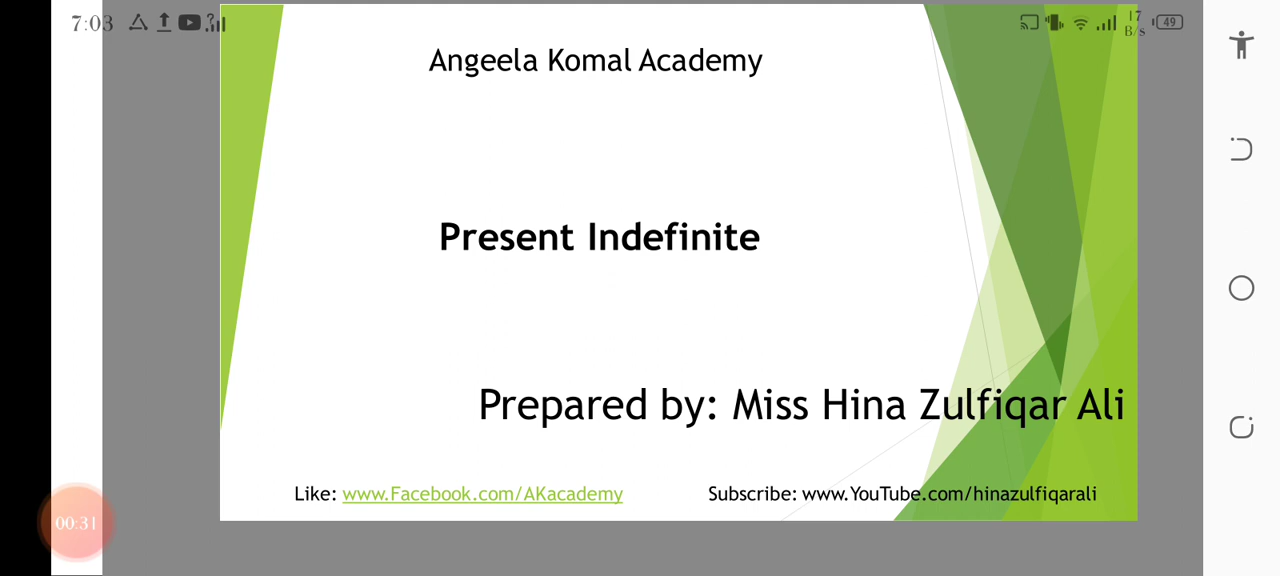 7:03
17
B/s
49
Angeela Komal Academy
Present Indefinite
Prepared by: Miss Hina Zulfiqar Ali
Like: www.Facebook.com/AKacademy Subscribe: www.YouTube.com/hinazulfiqarali
00:31